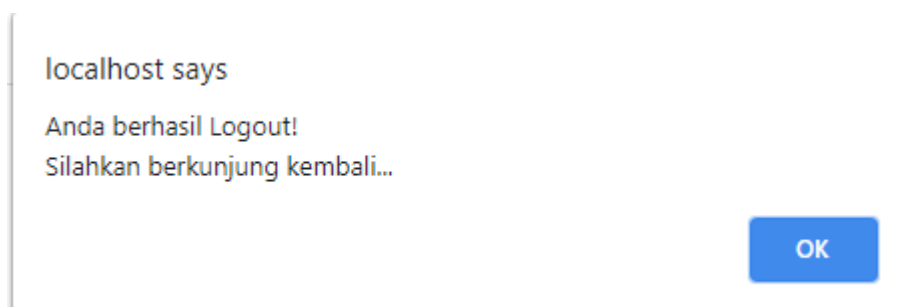 localhost says
Anda berhasil Logout!
Silahkan berkunjung kembali...
OK